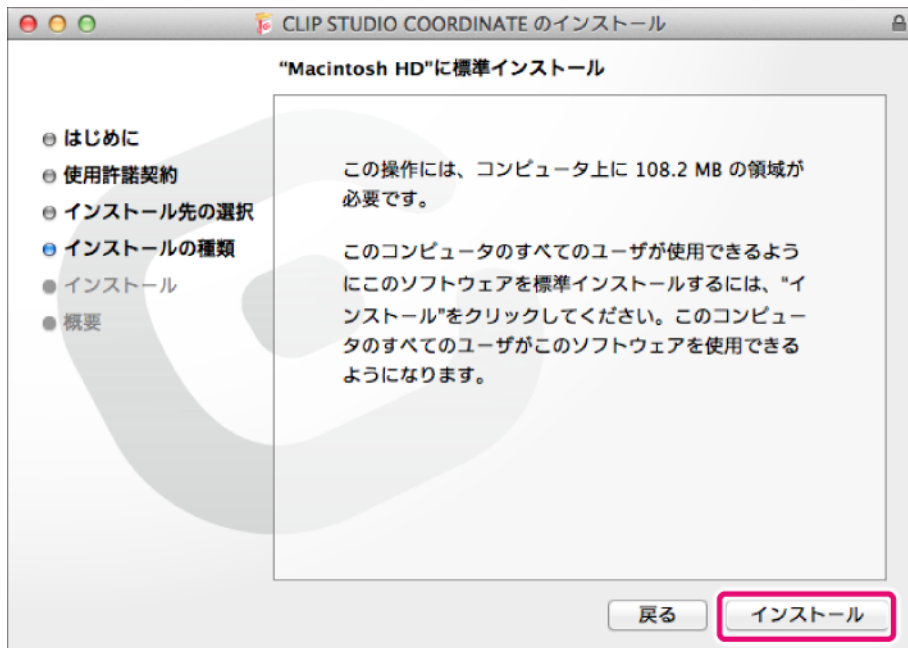 CLIP STUDIO COORDINATE のインストール
“Macintosh HD”に標準インストール
はじめに
使用許諾契約
インストール先の選択
インストールの種類
インストール
概要
この操作には、コンピュータ上に 108.2 MB の領域が
必要です。
このコンピュータのすべてのユーザが使用できるよう
にこのソフトウェアを標準インストールするには、“イ
ンストール”をクリックしてください。このコンピュー
タのすべてのユーザがこのソフトウェアを使用できる
ようになります。
戻る
インストール